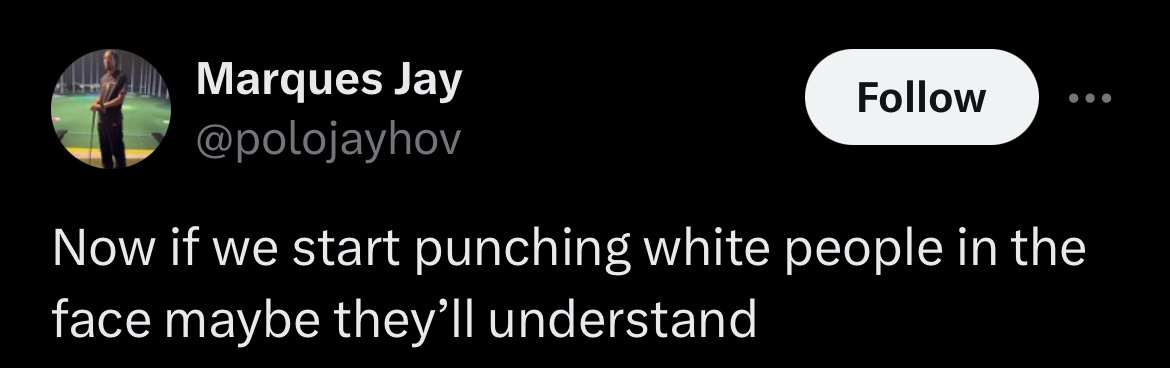 Marques Jay
@polojayhov
Follow
Now if we start punching white people in the
face maybe they’ll understand